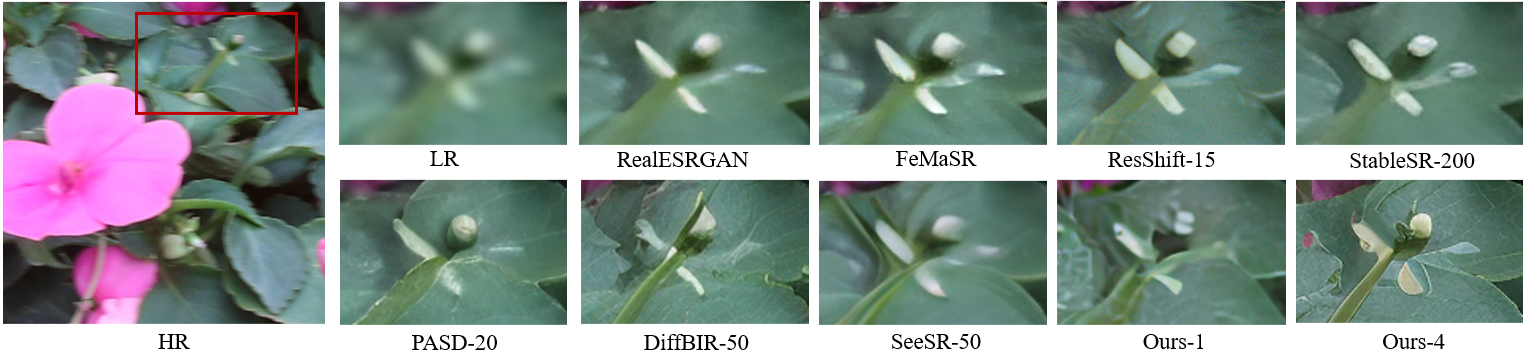 LR
RealESRGAN
FeMaSR
ResShift-15
StableSR-200
HR
PASD-20
DiffBIR-50
SeeSR-50
Ours-1
Ours-4